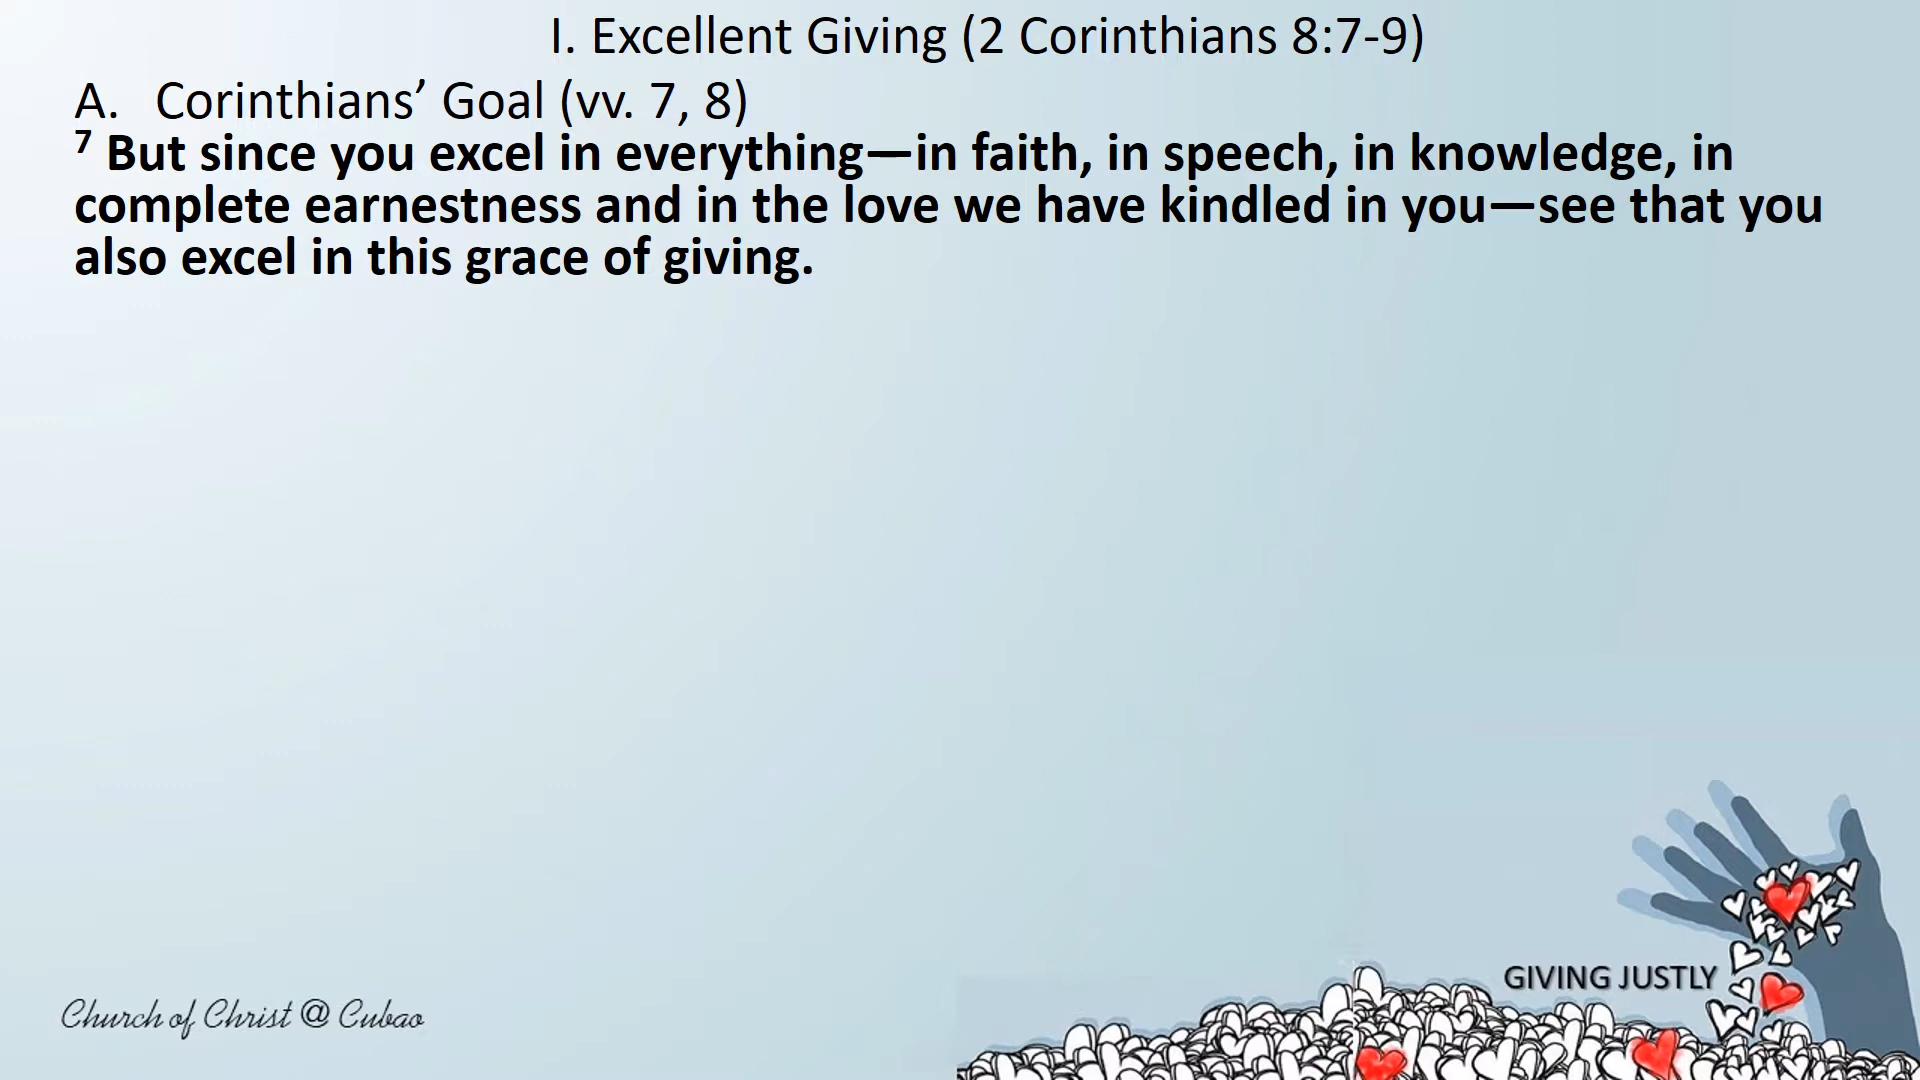 I. Excellent Giving (2 Corinthians 8:7-9)
A. Corinthians’ Goal (vv. 7, 8)
⁷ But since you excel in everything—in faith, in speech, in knowledge, in
complete earnestness and in the love we have kindled in you—see that you
also excel in this grace of giving.
GIVING JUSTLY
Church of Christ @ Cubao